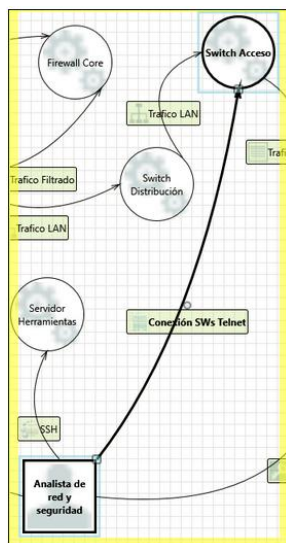 Firewall Core
Switch Acceso
Trafico LAN
Trafico Filtrado
Switch
Distribución
Trafico LAN
Servidor
Herramientas
Conexión SWs Telnet
SSH
Analista de
red y
seguridad